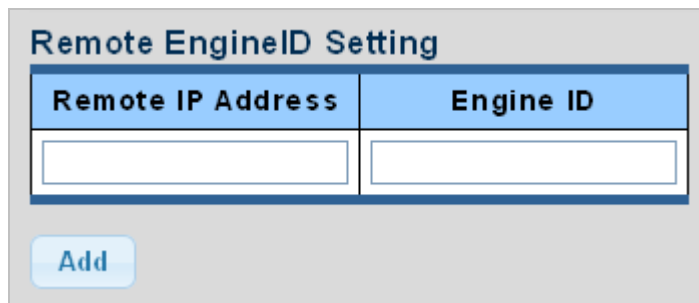 Remote EngineID Setting
Remote IP Address Engine ID
Add